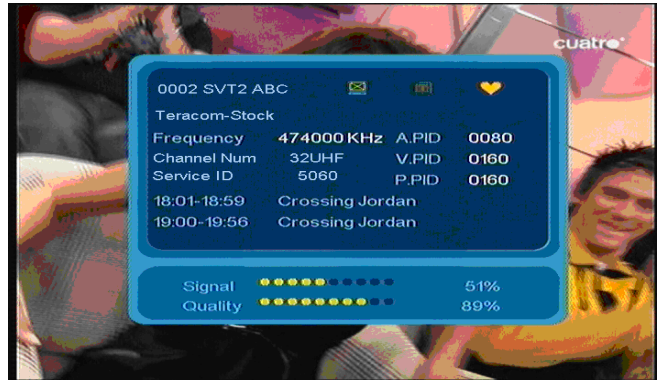 cuatro
0002 SVT2 ABC
Teracom-Stock
Frequency 474000 KHz A.PID 0080
Channel Num 32UHF V.PID 0160
Service ID 5060 P.PID 0160
18:01-18:59 Crossing Jordan
19:00-19:56 Crossing Jordan
Signal 51%
Quality 89%